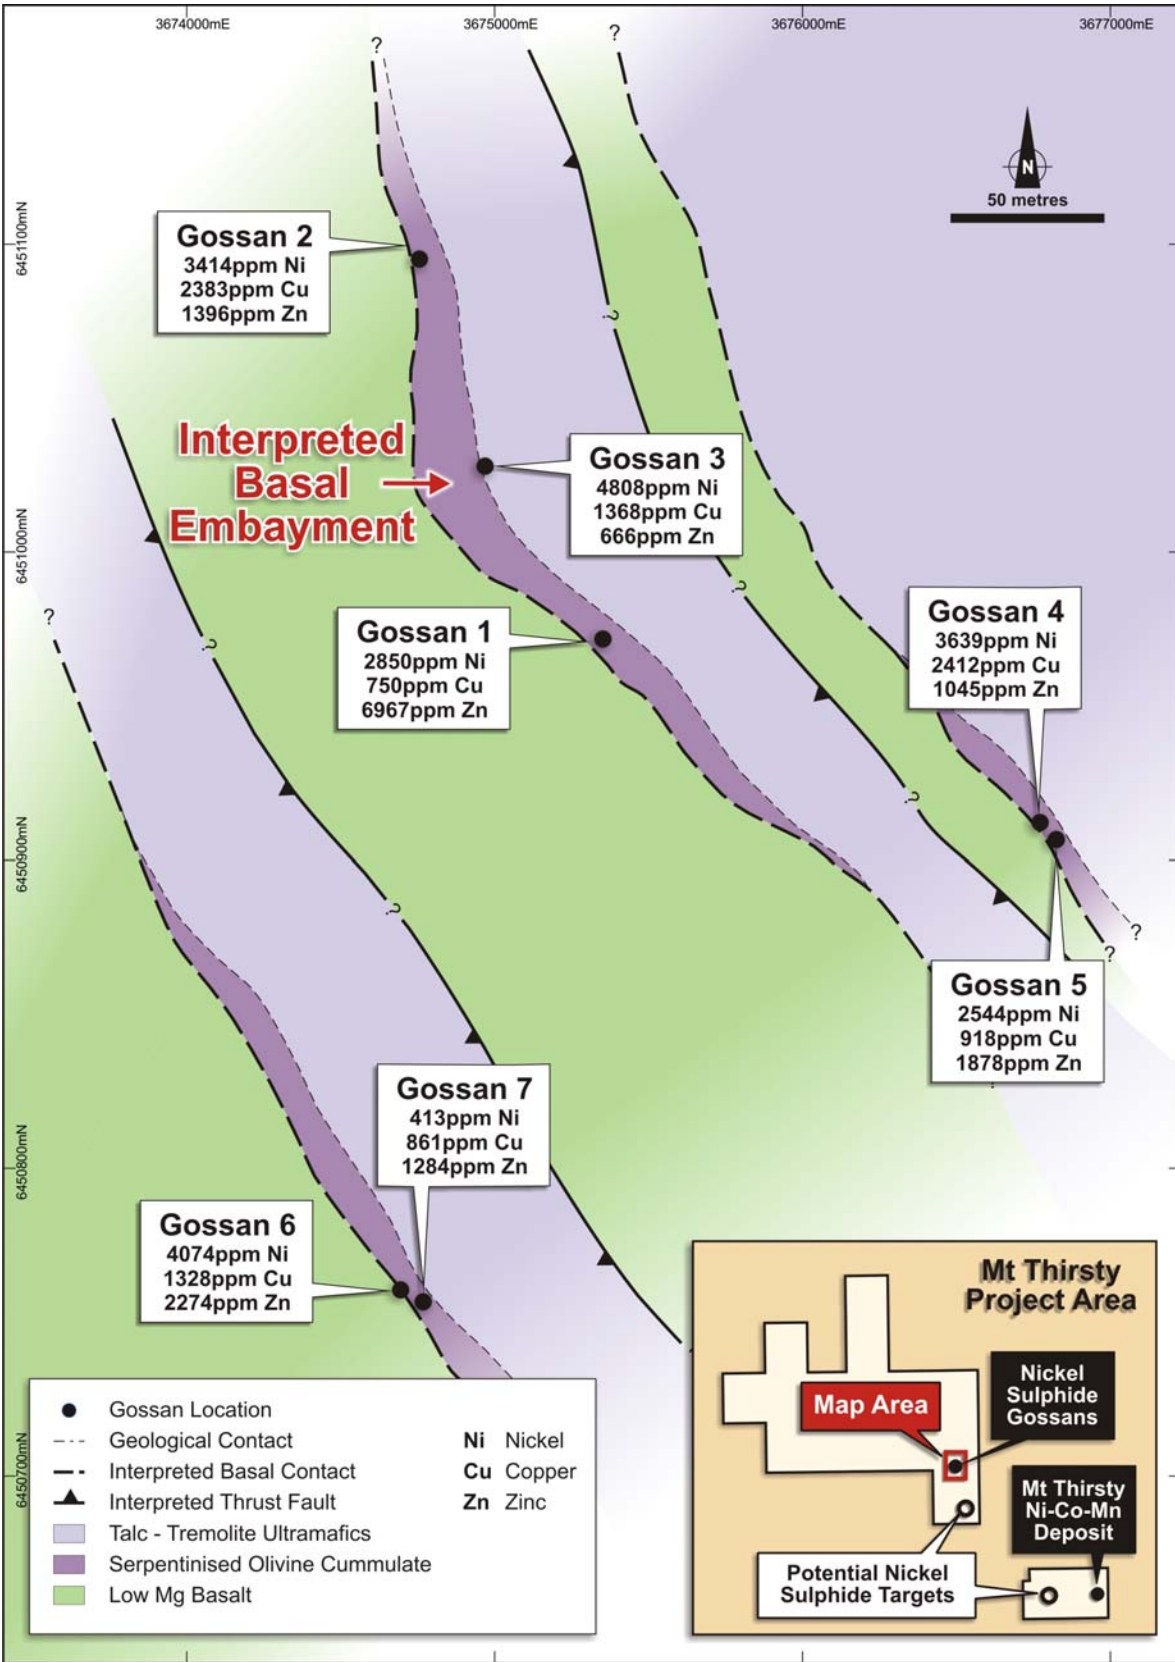 3674000mE
3675000mE
3676000mE
3677000mE
?
?
N
50 metres
6451100mN
Gossan 2
3414ppm Ni
2383ppm Cu
1396ppm Zn
?
Interpreted
Basal
Embayment
Gossan 3
4808ppm Ni
1368ppm Cu
666ppm Zn
6451000mN
?
?
Gossan 1
2850ppm Ni
750ppm Cu
6967ppm Zn
Gossan 4
3639ppm Ni
2412ppm Cu
1045ppm Zn
?
?
6450900mN
?
?
?
Gossan 5
2544ppm Ni
918ppm Cu
1878ppm Zn
Gossan 7
413ppm Ni
861ppm Cu
1284ppm Zn
6450800mN
Gossan 6
4074ppm Ni
1328ppm Cu
2274ppm Zn
6450700mN
Gossan Location
Geological Contact
Interpreted Basal Contact
Interpreted Thrust Fault
Talc - Tremolite Ultramafics
Serpentinised Olivine Cummulate
Low Mg Basalt
Ni Nickel
Cu Copper
Zn Zinc
Mt Thirsty
Project Area
Map Area
Nickel
Sulphide
Gossans
Mt Thirsty
Ni-Co-Mn
Deposit
Potential Nickel
Sulphide Targets